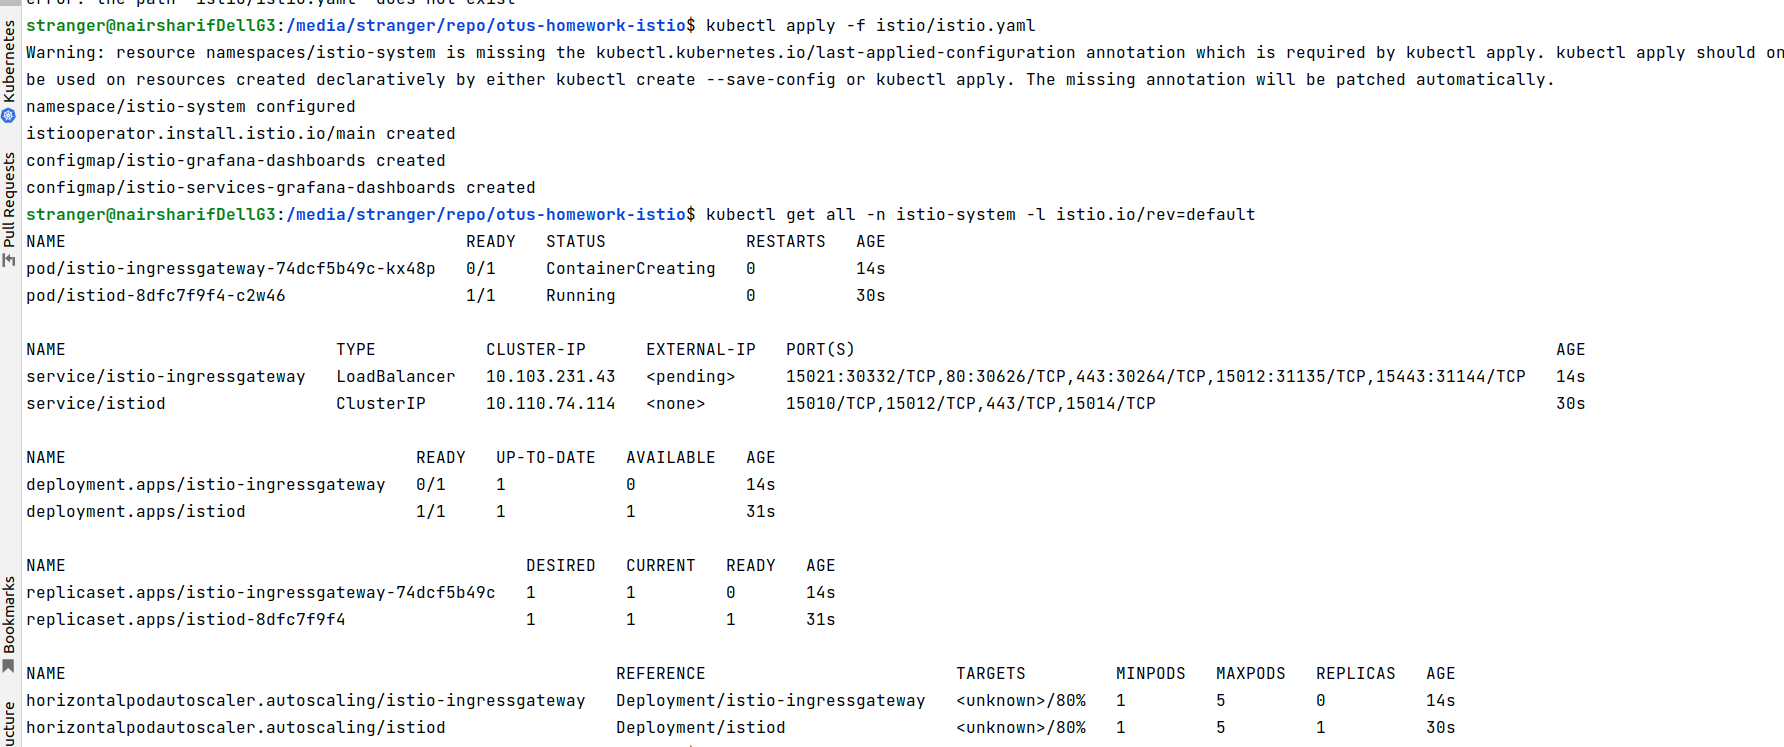 error: the path "istio/istio.yaml" does not exist
stranger@nairsharifDellG3:/media/stranger/repo/otus-homework-istio$ kubectl apply -f istio/istio.yaml
Warning: resource namespaces/istio-system is missing the kubectl.kubernetes.io/last-applied-configuration annotation which is required by kubectl apply. kubectl apply should on
be used on resources created declaratively by either kubectl create --save-config or kubectl apply. The missing annotation will be patched automatically.
namespace/istio-system configured
istiooperator.install.istio.io/main created
configmap/istio-grafana-dashboards created
configmap/istio-services-grafana-dashboards created
stranger@nairsharifDellG3:/media/stranger/repo/otus-homework-istio$ kubectl get all -n istio-system -l istio.io/rev=default
NAME READY STATUS RESTARTS AGE
pod/istio-ingressgateway-74dcf5b49c-kx48p 0/1 ContainerCreating 0 14s
pod/istiod-8dfc7f9f4-c2w46 1/1 Running 0 30s
NAME TYPE CLUSTER-IP EXTERNAL-IP PORT(S) AGE
service/istio-ingressgateway LoadBalancer 10.103.231.43 <pending> 15021:30332/TCP,80:30626/TCP,443:30264/TCP,15012:31135/TCP,15443:31144/TCP 14s
service/istiod ClusterIP 10.110.74.114 <none> 15010/TCP,15012/TCP,443/TCP,15014/TCP 30s
NAME READY UP-TO-DATE AVAILABLE AGE
deployment.apps/istio-ingressgateway 0/1 1 0 14s
deployment.apps/istiod 1/1 1 1 31s
NAME DESIRED CURRENT READY AGE
replicaset.apps/istio-ingressgateway-74dcf5b49c 1 1 0 14s
replicaset.apps/istiod-8dfc7f9f4 1 1 1 31s
NAME REFERENCE TARGETS MINPODS MAXPODS REPLICAS AGE
horizontalpodautoscaler.autoscaling/istio-ingressgateway Deployment/istio-ingressgateway <unknown>/80% 1 5 0 14s
horizontalpodautoscaler.autoscaling/istiod Deployment/istiod <unknown>/80% 1 5 1 30s
Kubernetes
Pull Requests
Bookmarks
ucture